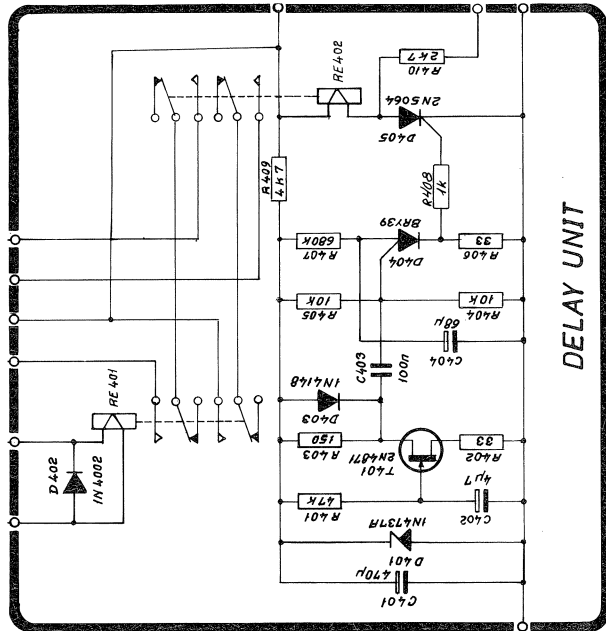 DELAY UNIT
RE402
R410
2K7
2N5064
D405
R409
4K7
R408
1k
R407
680K
BRY39
D404
R406
33
R405
10K
R404
10K
68µ
C404
C403
100n
RE401
D402
1N4002
1N4148
D403
R403
150
T401
2N4871
R402
33
R401
47K
4µ7
C402
1N4737A
D401
470µ
C401